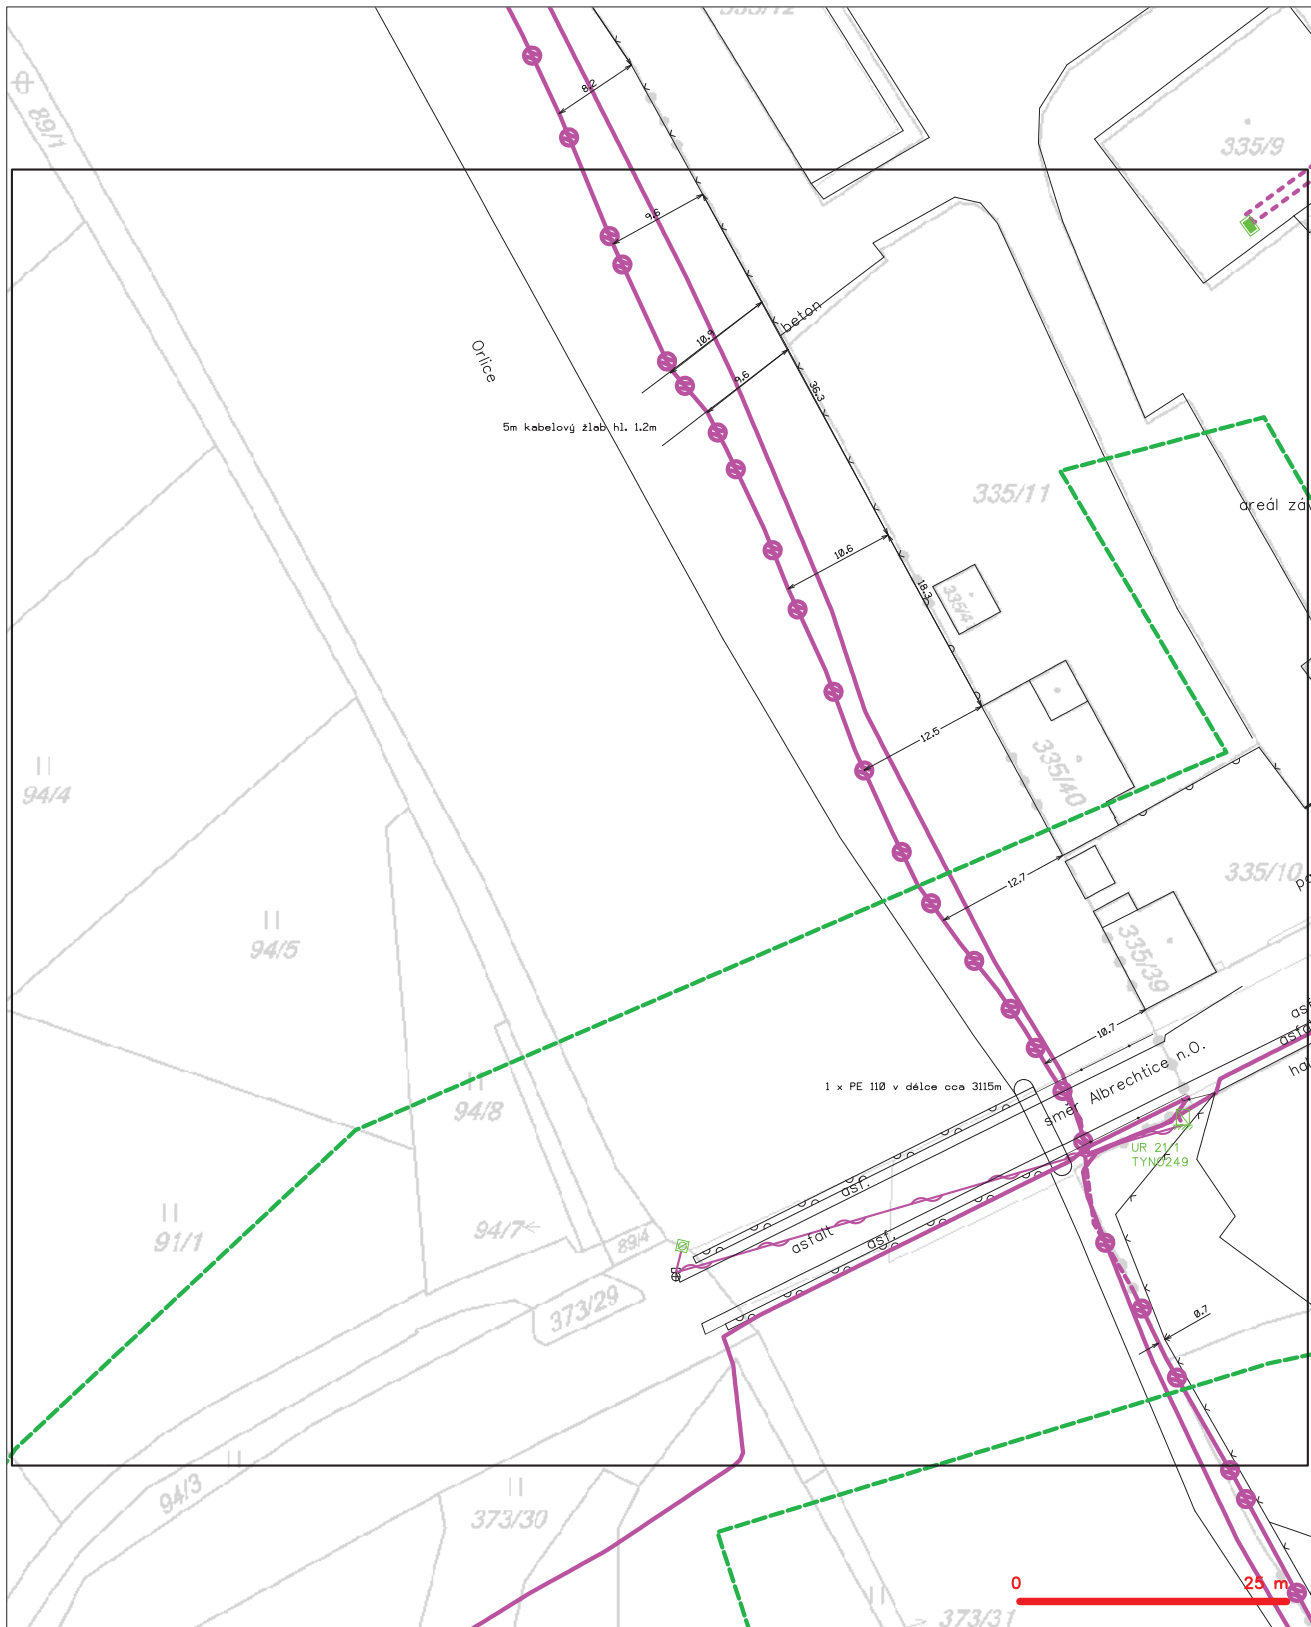 335/12
89/1
8.2
335/9
9.6
beton
10.9
Orlice
9.6
36.3
5m kabelový žlab hl. 1.2m
335/11
areál zá
10.6
18.3
335/4
12.5
335/40
94/4
12.7
335/10
94/5
335/39
10.7
asfa
1 x PE 110 v délce cca 3115m
směr Albrechtice n.O.
94/8
UR 21/1
TYN0249
asf.
91/1
94/7
89/4
asfalt
asf.
373/29
0.7
94/3
373/30
0
25 m
373/31